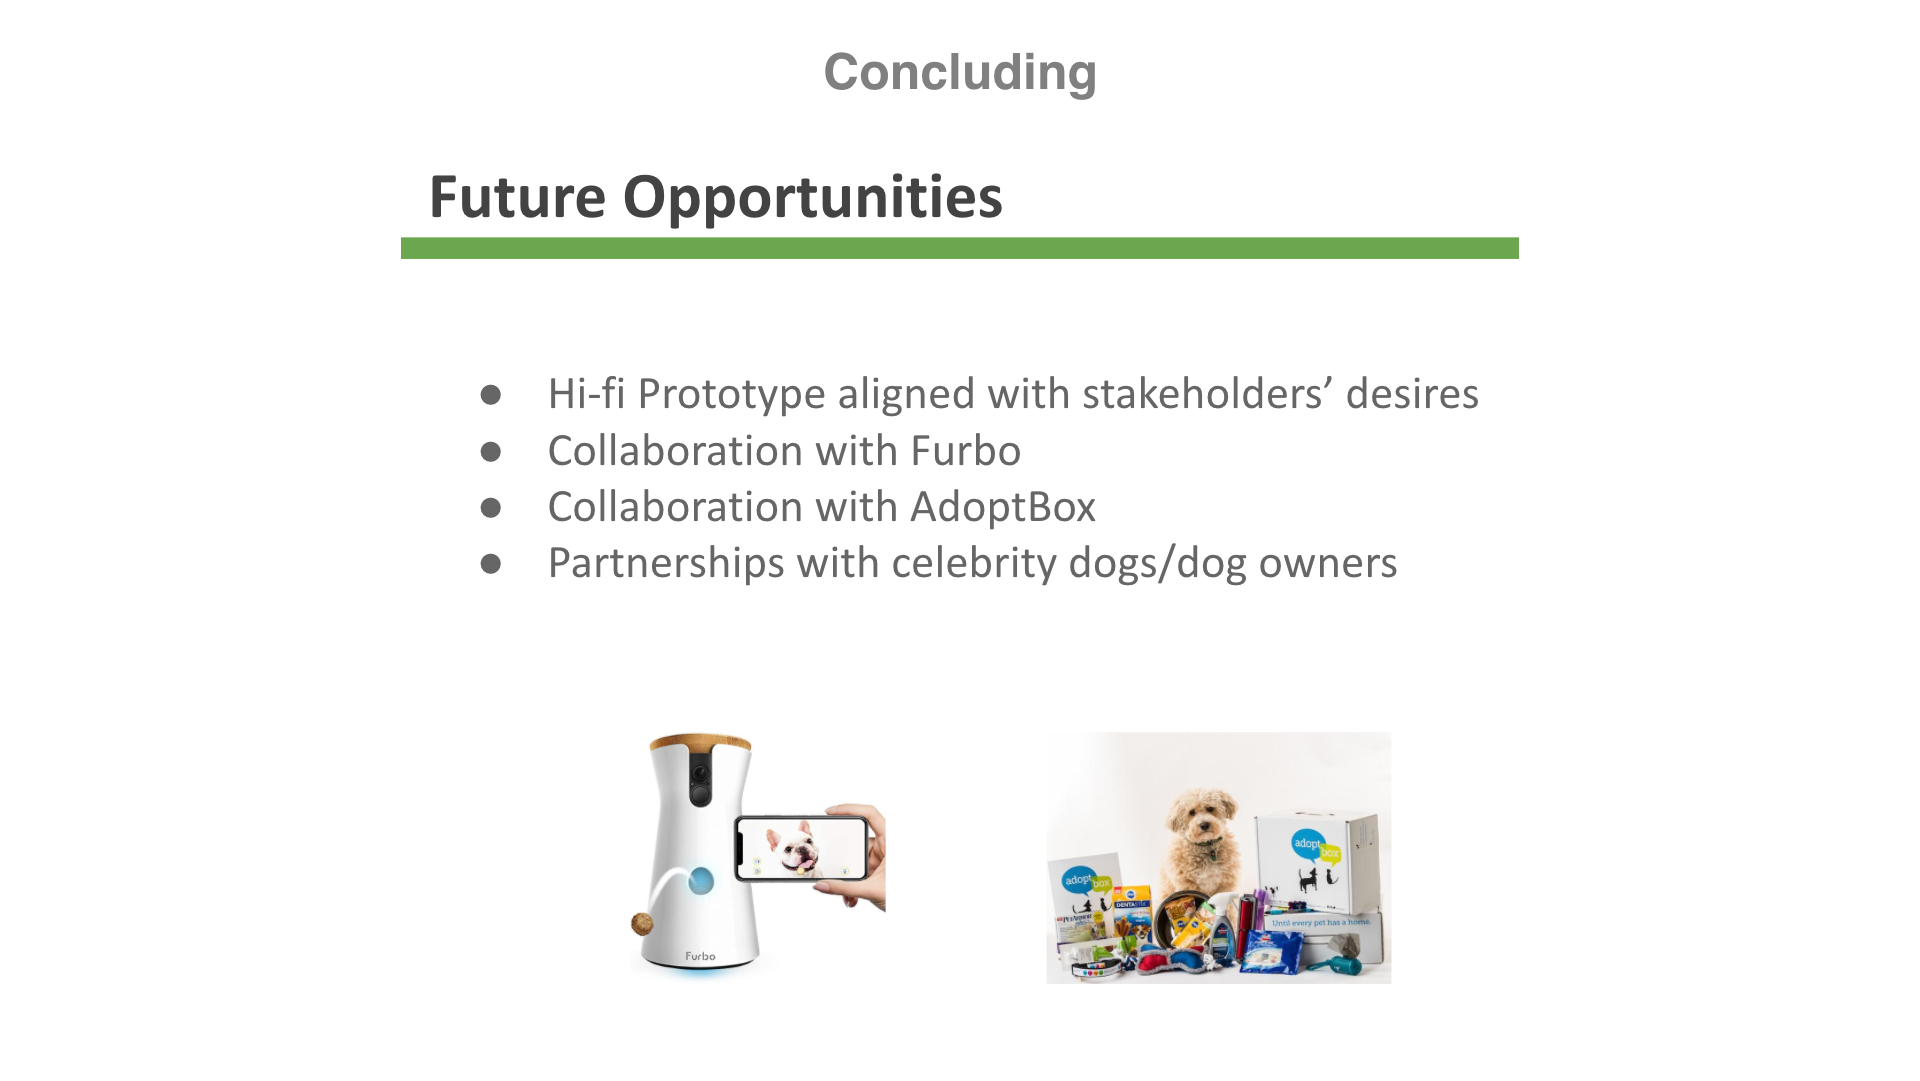 Concluding
Future Opportunities
● Hi-fi Prototype aligned with stakeholders’ desires
● Collaboration with Furbo
● Collaboration with AdoptBox
● Partnerships with celebrity dogs/dog owners
Furbo
adopt
box
adopt
box
DENTASTIX
Until every pet has a home.